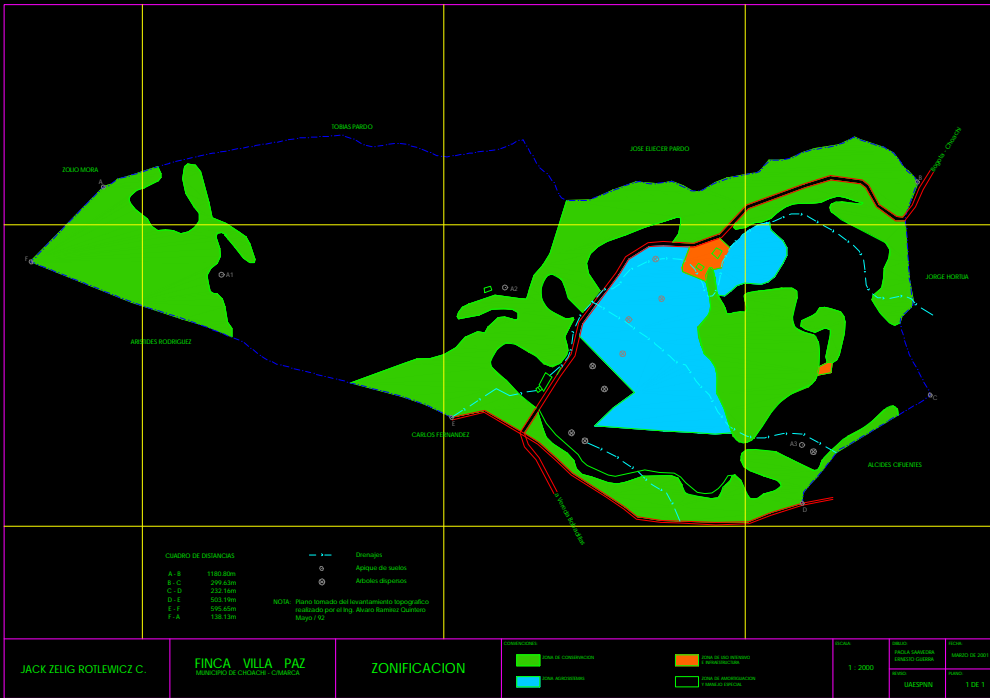 TOBIAS PARDO
JOSE ELIECER PARDO
Bogota - Choachi
ZOILO MORA
A
B
JORGE HORTUA
F
A1
A2
ARISTIDES RODRIGUEZ
C
E
CARLOS FERNANDEZ
A3
ALCIDES CIFUENTES
D
CUADRO DE DISTANCIAS
A - B 1180.80m
B - C 299.63m
C - D 232.16m
D - E 503.19m
E - F 595.65m
F - A 138.13m
Drenajes
Apique de suelos
Arboles dispersos
NOTA: Plano tomado del levantamiento topografico
realizado por el Ing. Alvaro Ramirez Quintero
Mayo / 92
JACK ZELIG ROTLEWICZ C.
FINCA VILLA PAZ
MUNICIPIO DE CHOACHI - C/MARCA
ZONIFICACION
CONVENCIONES
ZONA DE CONSERVACION
ZONA AGROSISTEMA
ZONA DE USO INTENSIVO
E INFRAESTRUCTURA
ZONA DE AMORTIGUACION
Y MANEJO ESPECIAL
ESCALA
1 : 2000
DIBUJO
PAOLA SAAVEDRA
ERNESTO GUERRA
UAESPNN
FECHA
MARZO DE 2001
PLANO
1 DE 1